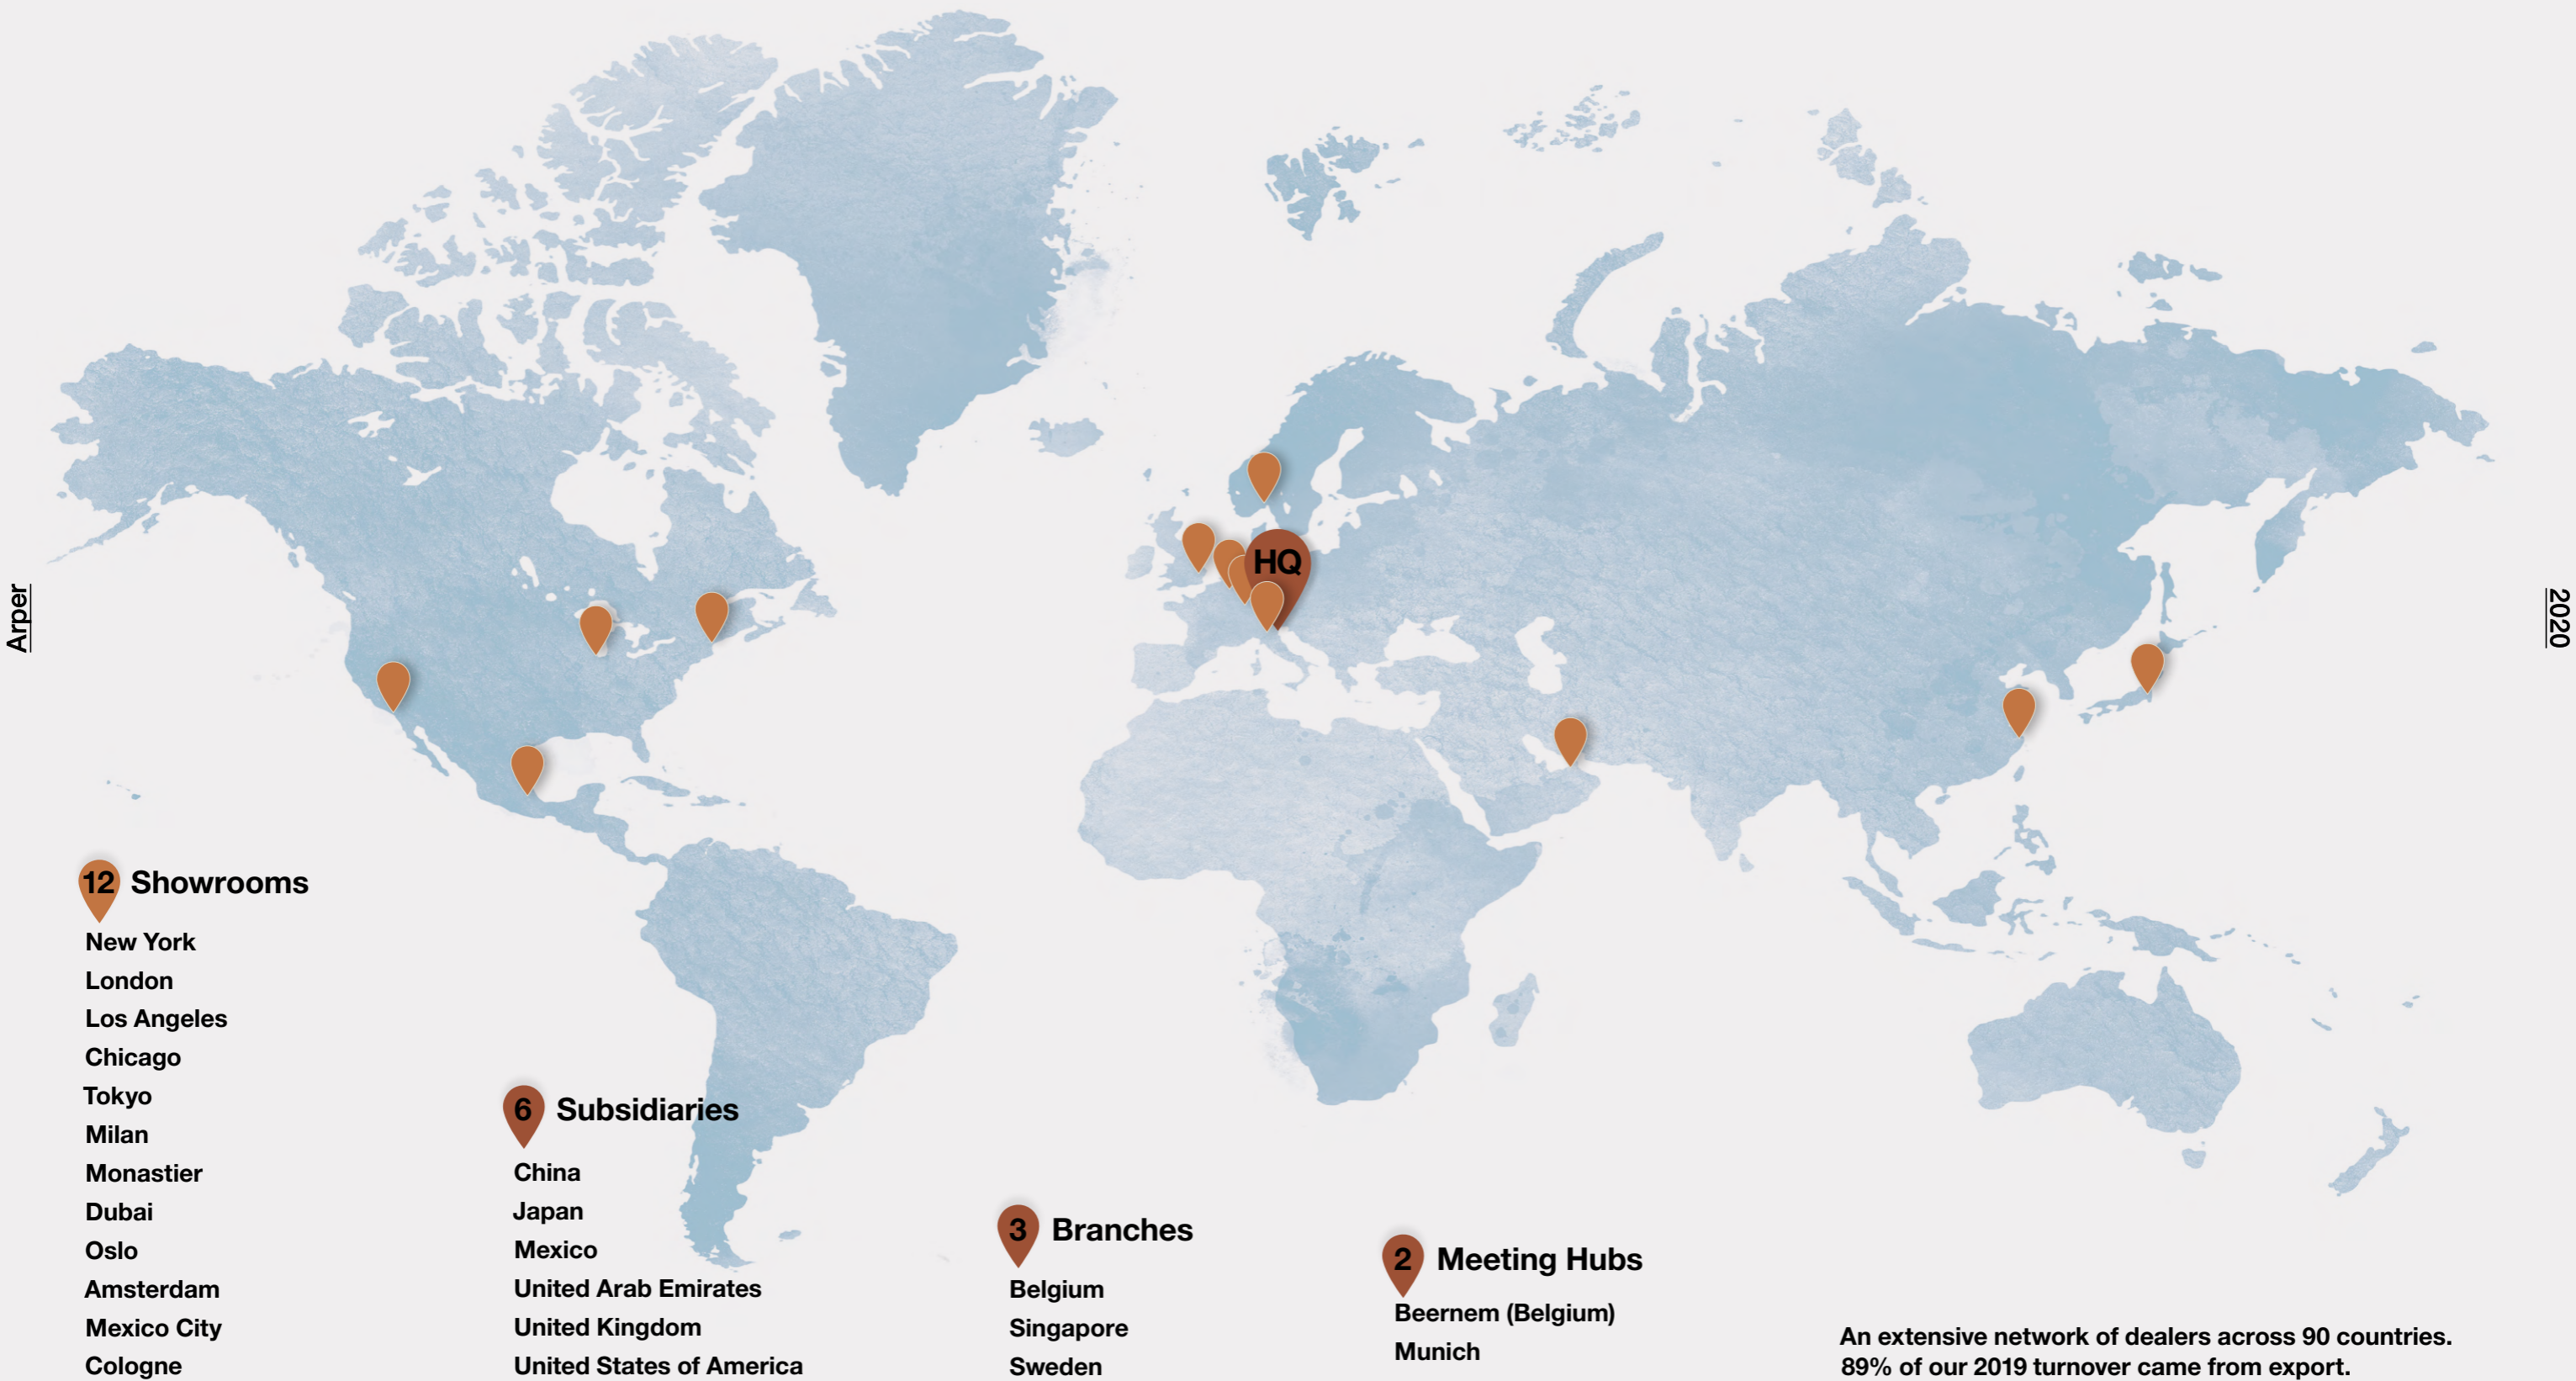 Arper
2020
HQ
12 Showrooms
New York
London
Los Angeles
Chicago
Tokyo
Milan
Monastier
Dubai
Oslo
Amsterdam
Mexico City
Cologne
6 Subsidiaries
China
Japan
Mexico
United Arab Emirates
United Kingdom
United States of America
3 Branches
Belgium
Singapore
Sweden
2 Meeting Hubs
Beernem (Belgium)
Munich
An extensive network of dealers across 90 countries.
89% of our 2019 turnover came from export.